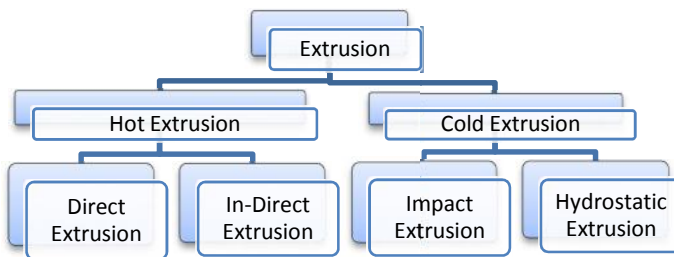 Extrusion
Hot Extrusion
Cold Extrusion
Direct
Extrusion
In-Direct
Extrusion
Impact
Extrusion
Hydrostatic
Extrusion